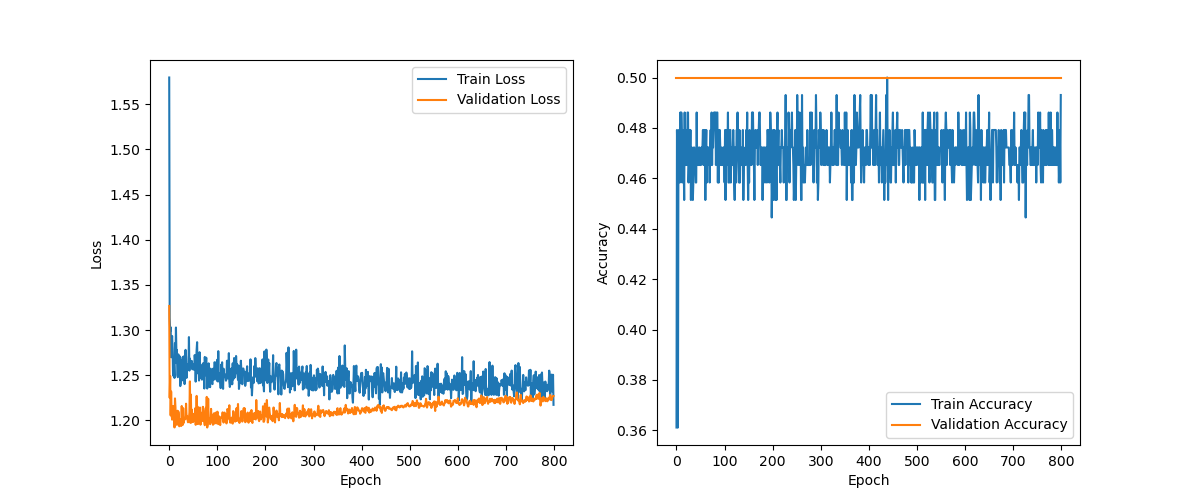 Train Loss
Validation Loss
Loss
1.55
1.50
1.45
1.40
1.35
1.30
1.25
1.20
0 100 200 300 400 500 600 700 800
Epoch
Accuracy
0.50
0.48
0.46
0.44
0.42
0.40
0.38
0.36
Train Accuracy
Validation Accuracy
0 100 200 300 400 500 600 700 800
Epoch